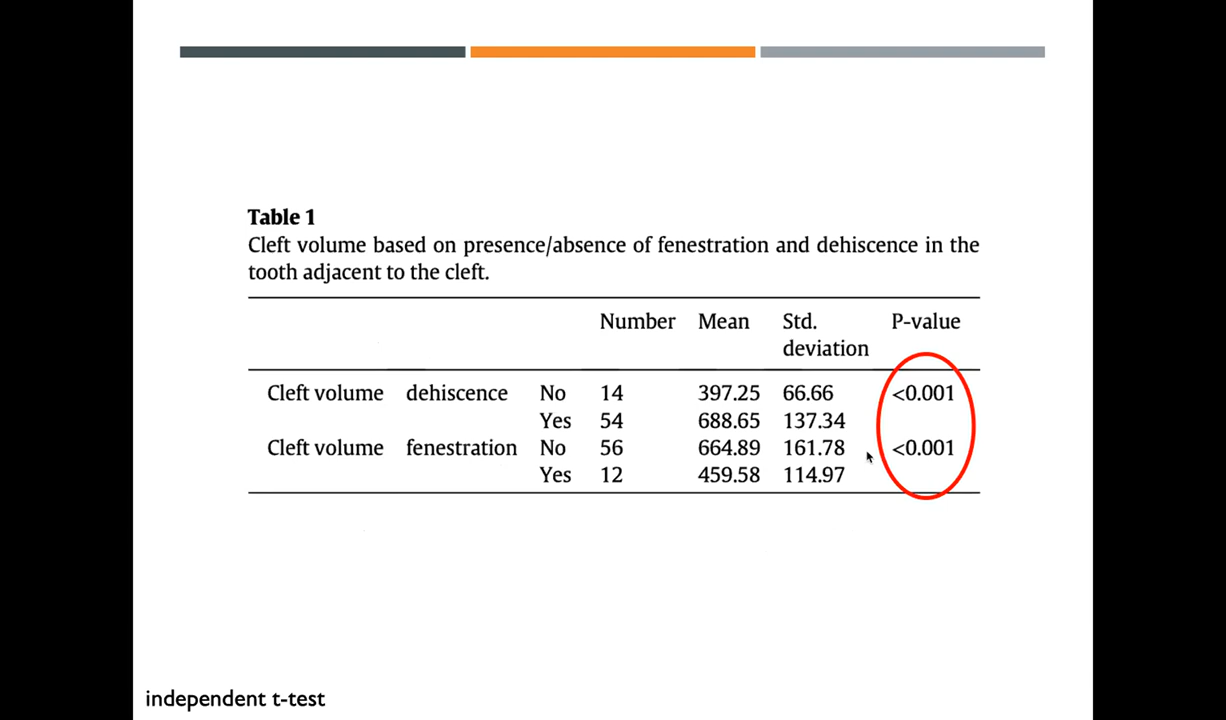 Table 1
Cleft volume based on presence/absence of fenestration and dehiscence in the
tooth adjacent to the cleft.
Number Mean Std. deviation P-value
Cleft volume dehiscence No 14 397.25 66.66 <0.001
Yes 54 688.65 137.34
Cleft volume fenestration No 56 664.89 161.78 <0.001
Yes 12 459.58 114.97
independent t-test